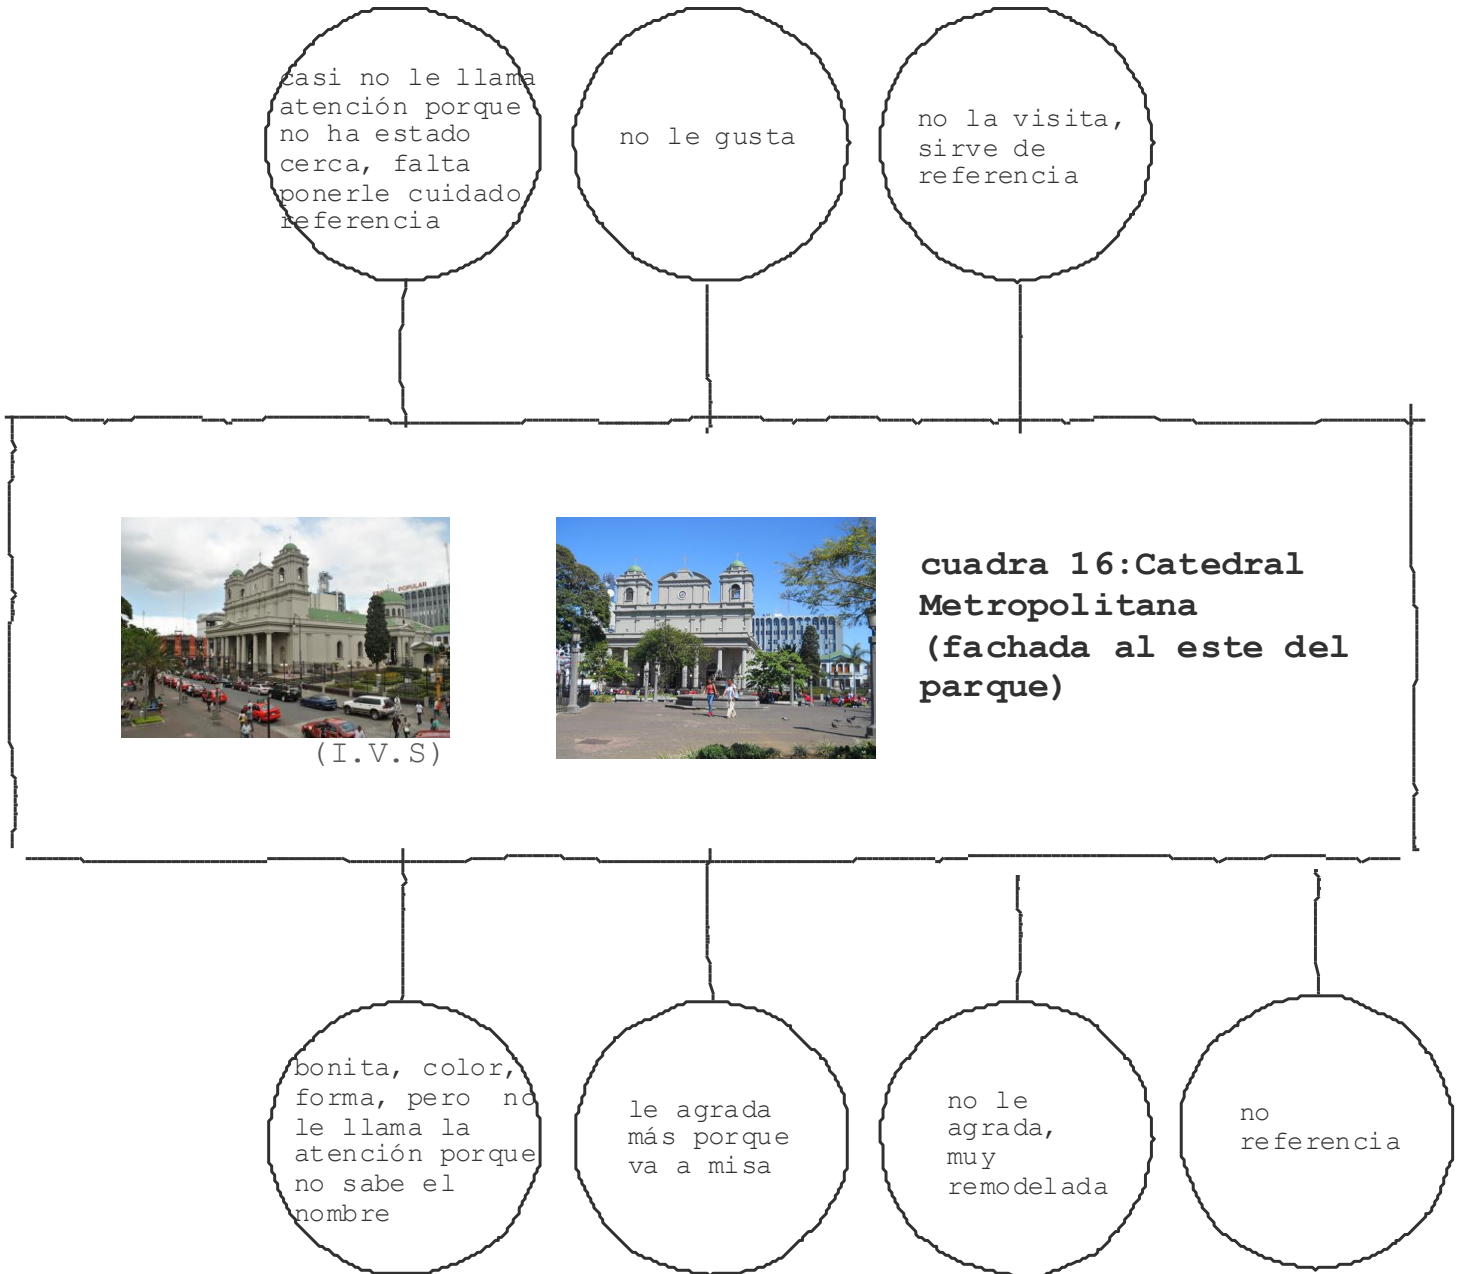 casi no le llama
atención porque
no ha estado
cerca, falta
ponerle cuidado
referencia
no le gusta
no la visita,
sirve de
referencia
POPULAR
(I.V.S)
cuadra 16:Catedral
Metropolitana
(fachada al este del
parque)
bonita, color,
forma, pero  no
le llama la
atención porque
no sabe el
nombre
le agrada
más porque
va a misa
no le
agrada,
muy
remodelada
no
referencia